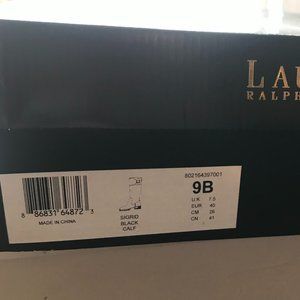 LAU
RALPH
802164397001
9B
UK 7.5
EUR 40
CM 26
CN 41
8 86831 64872 3
MADE IN CHINA
SIGRID
BLACK
CALF